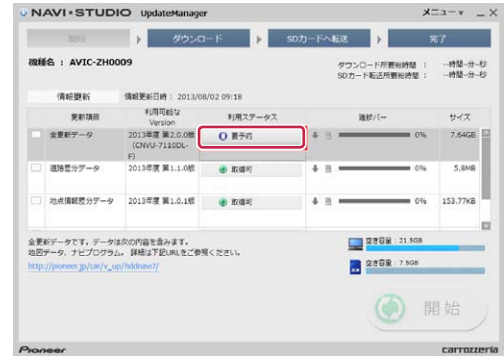 NAVI・STUDIO UpdateManager
メニュー
開始
ダウンロード
SDカードへ転送
完了
機種名 : AVIC-ZH0009
ダウンロード所要総時間 : --時間-分-秒
SDカード転送所要総時間 : --時間-分-秒
情報更新
情報更新日時 : 2013/08/02 09:18
更新項目
利用可能な
Version
利用ステータス
進捗バー
サイズ
全更新データ
2013年度 第2.0.0版
(CNVU-7110DL-
F)
要予約
0%
7.64GB
道路差分データ
2013年度 第1.1.0版
取得可
0%
5.8MB
地点情報差分データ
2013年度 第1.0.1版
取得可
0%
153.77KB
全更新データです。データは次の内容を含みます。
地図データ、ナビプログラム。 詳細は下記URLをご参照ください。
http://pioneer.jp/car/v_up/hddnavi7/
空き容量 : 21.5GB
空き容量 : 7.5GB
開始
Pioneer
carrozzeria